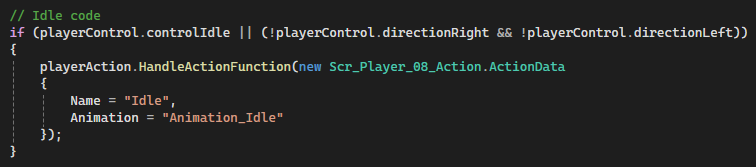 // Idle code
if (playerControl.controlIdle || (!playerControl.directionRight && !playerControl.directionLeft))
{
    playerAction.HandleActionFunction(new Scr_Player_08_Action.ActionData
    {
        Name = "Idle",
        Animation = "Animation_Idle"
    });
}